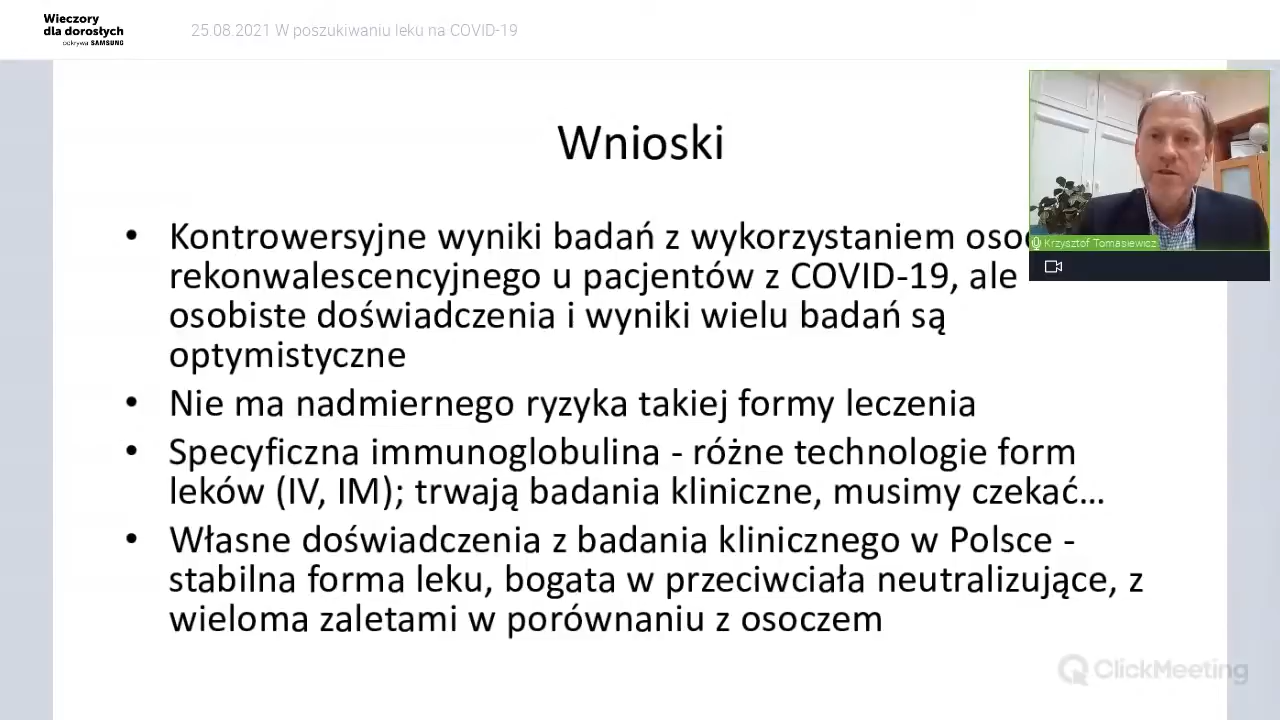 Wieczory
dla dorosłych
odkrywa SAMSUNG
25.08.2021 W poszukiwaniu leku na COVID-19
Wnioski
• Kontrowersyjne wyniki badań z wykorzystaniem
rekonwalescencyjnego u pacjentów z COVID-19, ale
osobiste doświadczenia i wyniki wielu badań są
optymistyczne
• Nie ma nadmiernego ryzyka takiej formy leczenia
• Specyficzna immunoglobulina - różne technologie form
leków (IV, IM); trwają badania kliniczne, musimy czekać...
• Własne doświadczenia z badania klinicznego w Polsce -
stabilna forma leku, bogata w przeciwciała neutralizujące, z
wieloma zaletami w porównaniu z osoczem
Krzysztof Tomasiewicz
ClickMeeting